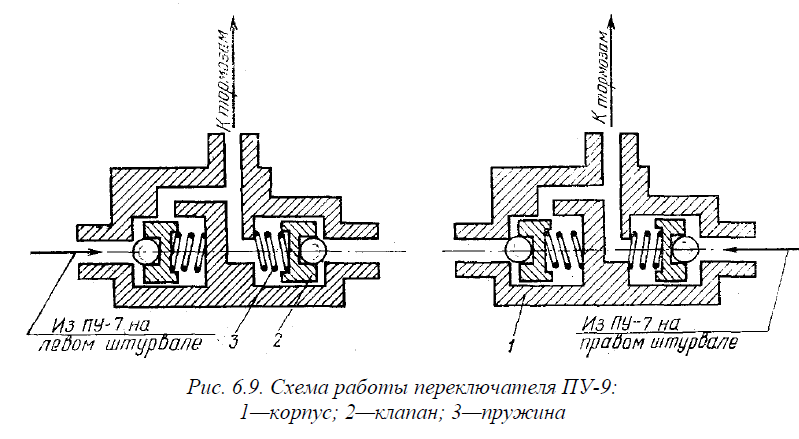 К тормозам
К тормозам
Из ПУ-7 на
левом штурвале
3
2
1
Из ПУ-7 на
правом штурвале
Рис. 6.9. Схема работы переключателя ПУ-9:
1—корпус; 2—клапан; 3—пружина